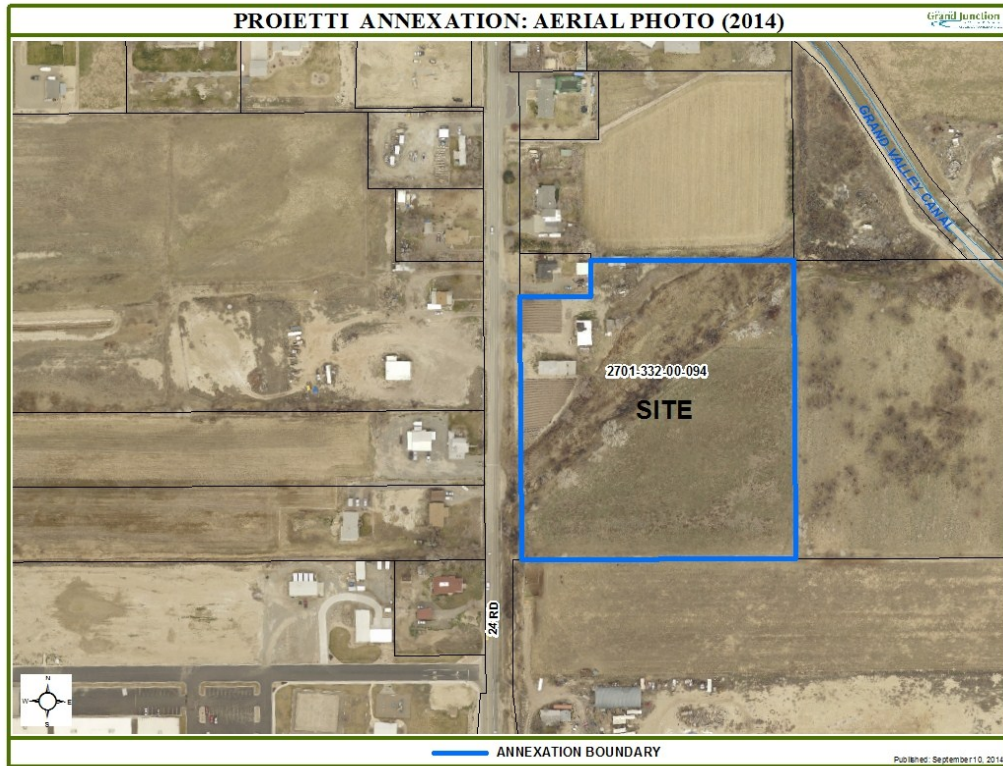 PROIETTI ANNEXATION: AERIAL PHOTO (2014)
Grand Junction
GRAND VALLEY CANAL
2701-332-00-094
SITE
24 RD
N
W E
S
ANNEXATION BOUNDARY
Published: September 10, 2014